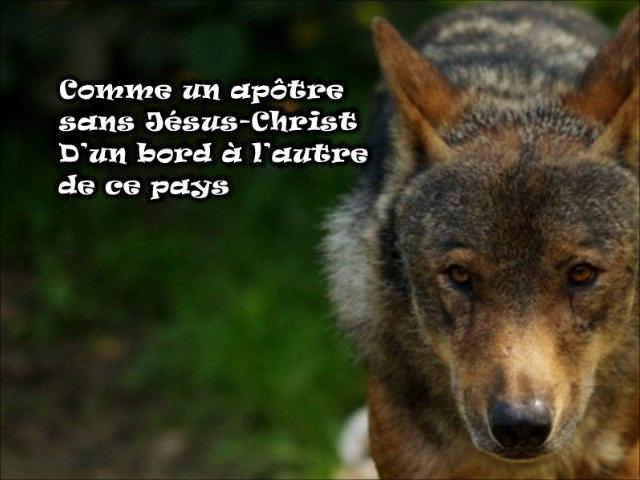 Comme un apôtre
sans Jésus-Christ
D'un bord à l'autre
de ce pays